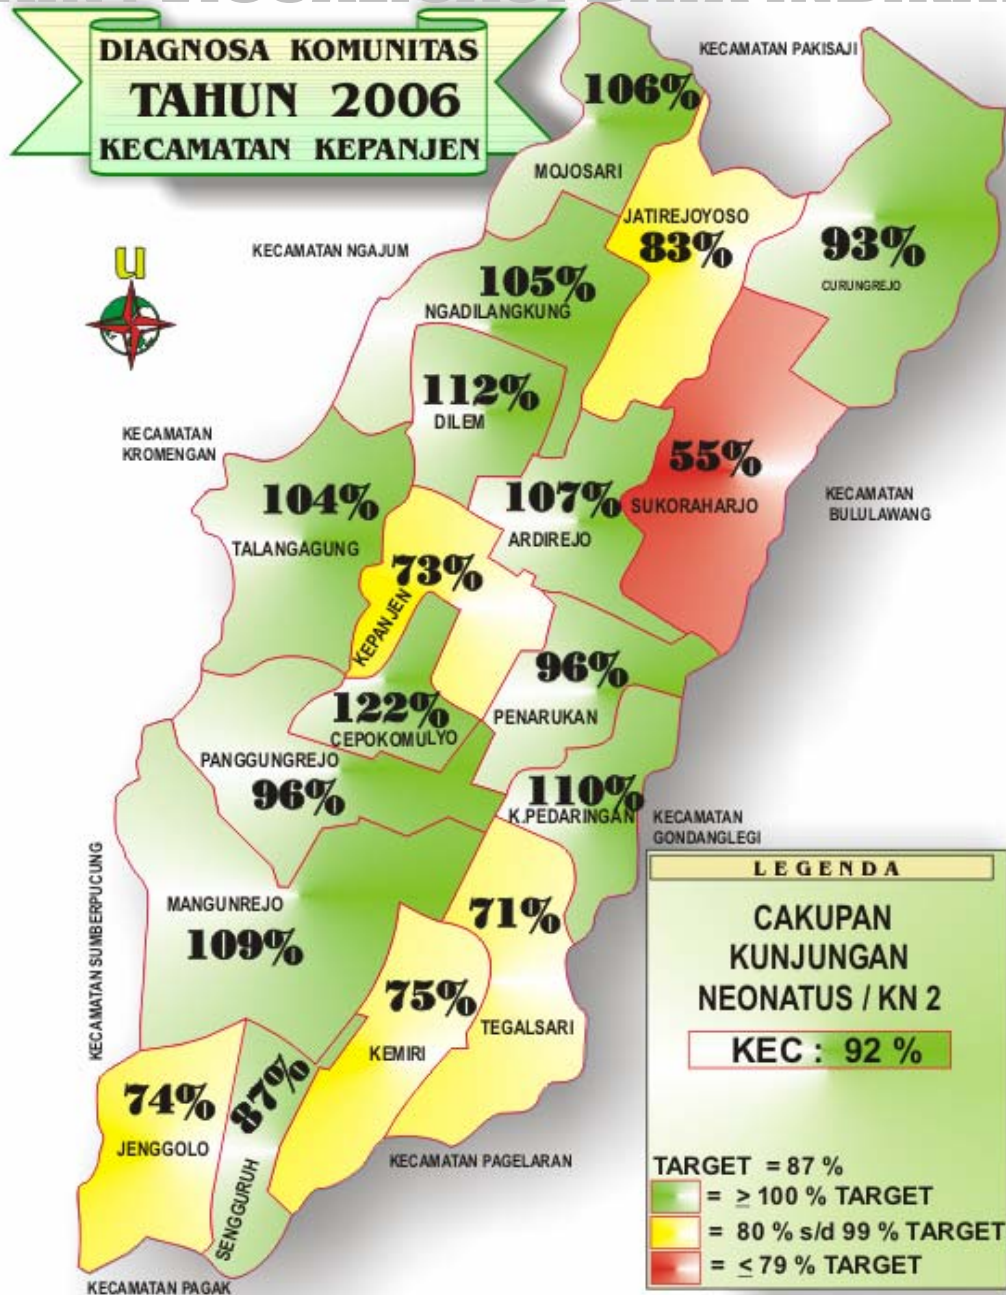 DIAGNOSA KOMUNITAS
TAHUN 2006
KECAMATAN KEPANJEN
KECAMATAN PAKISAJI
106%
MOJOSARI
JATIREJOYOSO
83%
93%
CURUNGREJO
KECAMATAN NGAJUM
u
105%
NGADILANGKUNG
112%
DILEM
KECAMATAN
KROMENGAN
55%
SUKORAHARJO
KECAMATAN
BULULAWANG
104%
TALANGAGUNG
107%
ARDIREJO
73%
KEPANJEN
96%
PENARUKAN
122%
CEPOKOMULYO
PANGGUNGREJO
96%
110%
K.PEDARINGAN
KECAMATAN
GONDANGLEGI
KECAMATAN SUMBERPUCUNG
MANGUNREJO
109%
71%
TEGALSARI
75%
KEMIRI
74%
JENGGOLO
87%
SENGGURUH
KECAMATAN PAGELARAN
KECAMATAN PAGAK
LEGENDA
CAKUPAN
KUNJUNGAN
NEONATUS / KN 2
KEC : 92 %
TARGET = 87 %
= ≥ 100 % TARGET
= 80 % s/d 99 % TARGET
= ≤ 79 % TARGET